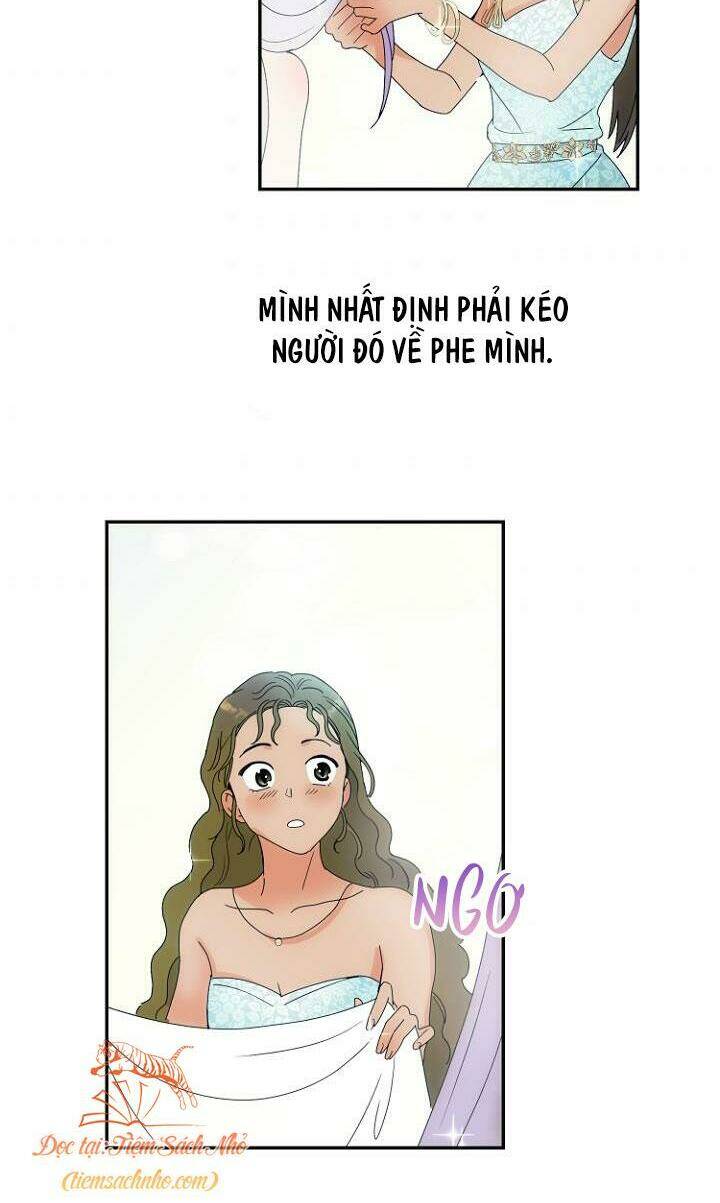 MÌNH NHẤT ĐỊNH PHẢI KÉO
NGƯỜI ĐÓ VỀ PHE MÌNH.
NGƠ
Đọc tại: Tiệm Sách Nhỏ
(tiemsachnho.com)